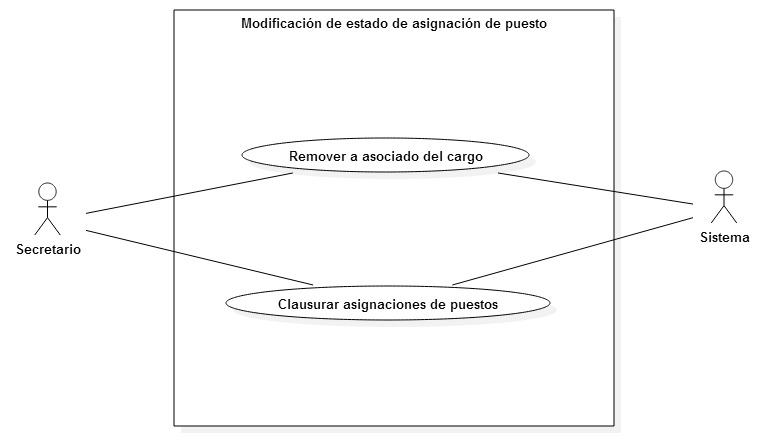 Modificación de estado de asignación de puesto
Remover a asociado del cargo
Secretario
Sistema
Clausurar asignaciones de puestos